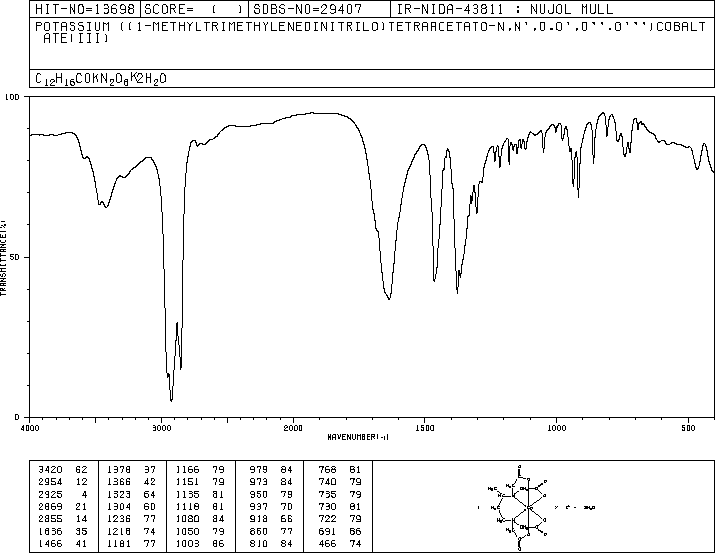 HIT-NO=13698 SCORE= ( ) SDBS-NO=29407 IR-NIDA-43811 : NUJOL MULL
POTASSIUM ((1-METHYLTRIMETHYLENEDINITRILO)TETRAACETATO-N,N',O,O',O'',O''')COBALT
ATE(III)
C12H16COKN2O8K2H2O
100
50
0
TRANSMITTANCE(%)
4000 3000 2000 1500 1000 500
WAVENUMBER(-1)
3420 62 1378 37 1166 79 979 84 768 81
2954 12 1366 42 1151 79 973 84 740 79
2925 4 1323 64 1135 81 950 79 735 79
2869 21 1304 60 1118 81 937 70 730 81
2855 14 1236 77 1080 84 918 66 722 79
1636 35 1218 74 1050 79 860 77 691 86
1466 41 1181 77 1003 86 810 84 466 74